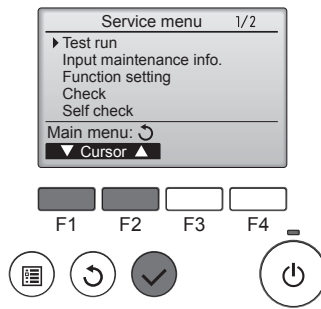 Service menu 1/2
Test run
Input maintenance info.
Function setting
Check
Self check
Main menu:
Cursor
F1 F2 F3 F4